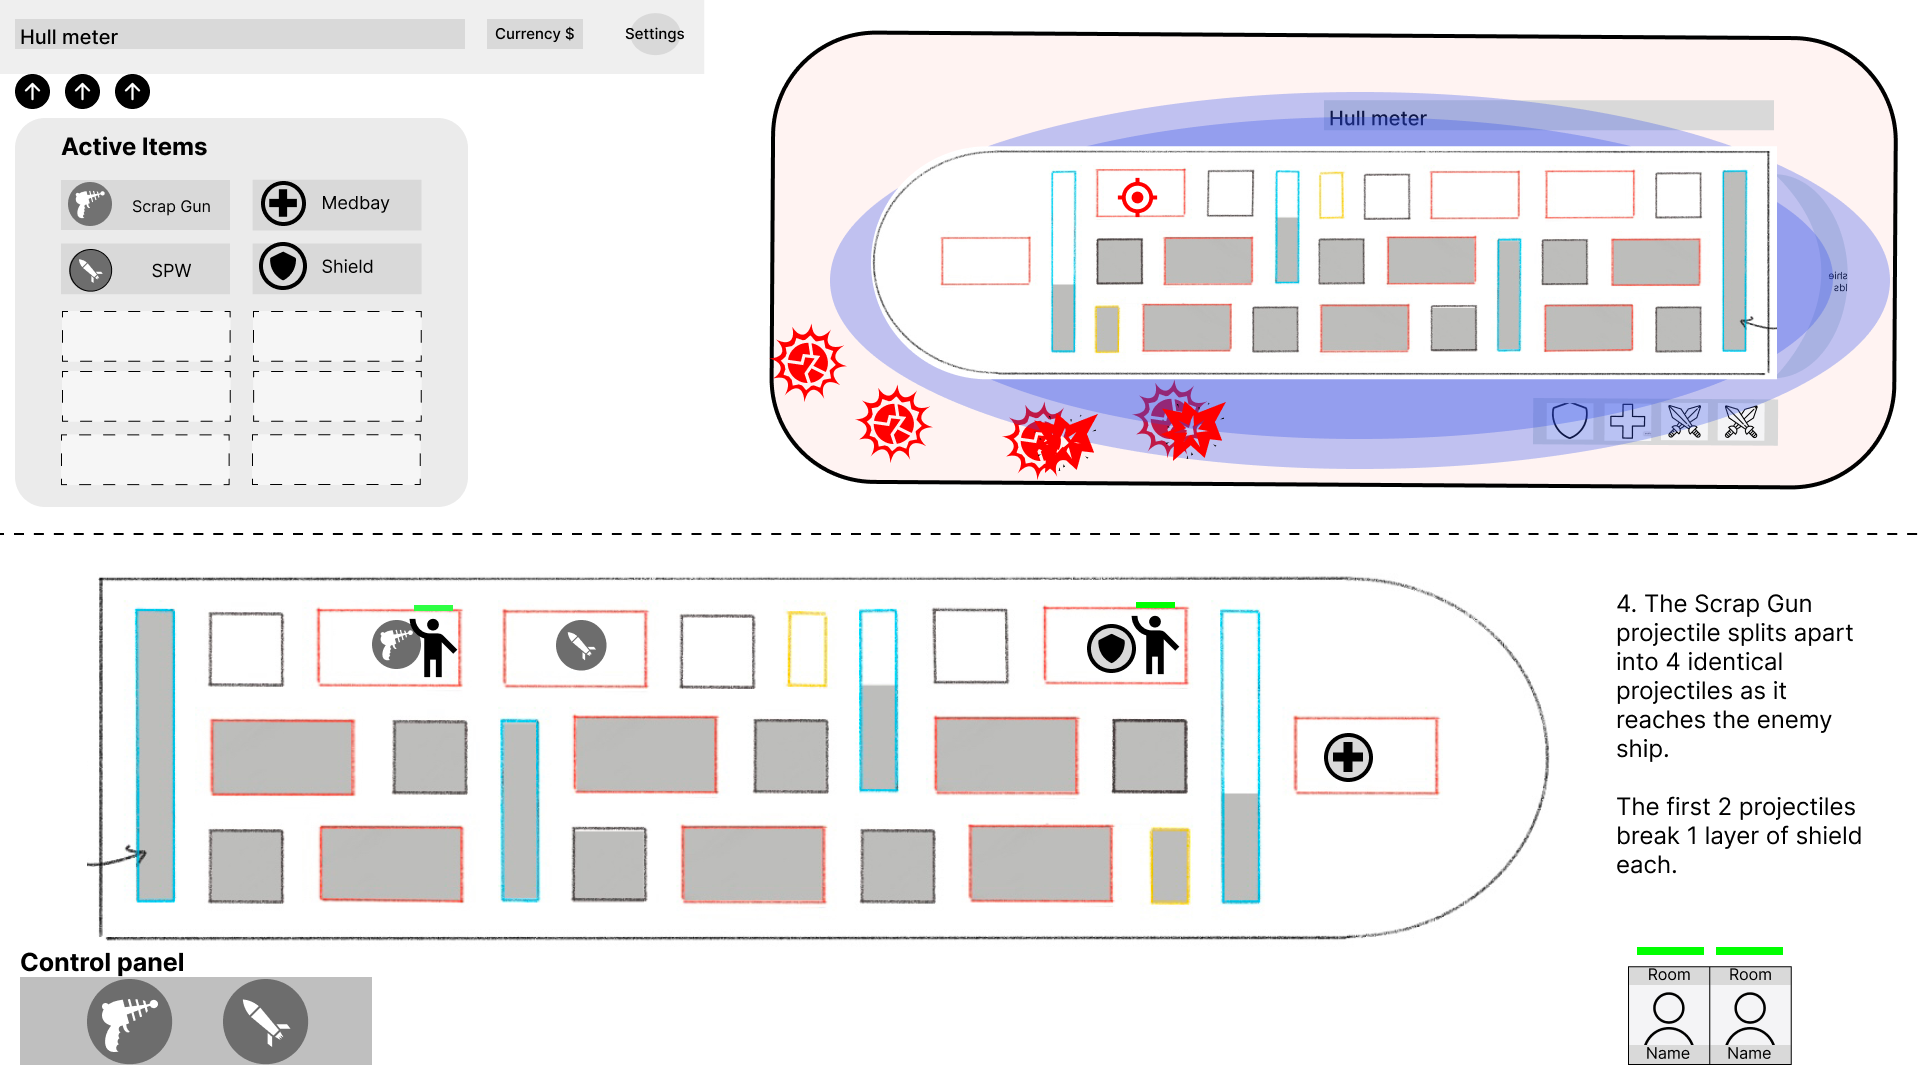 Hull meter
Currency $
Settings
Active Items
Scrap Gun
Medbay
SPW
Shield
Hull meter
shie
lds
4. The Scrap Gun
projectile splits apart
into 4 identical
projectiles as it
reaches the enemy
ship.
The first 2 projectiles
break 1 layer of shield
each.
Control panel
Room
Room
Name
Name